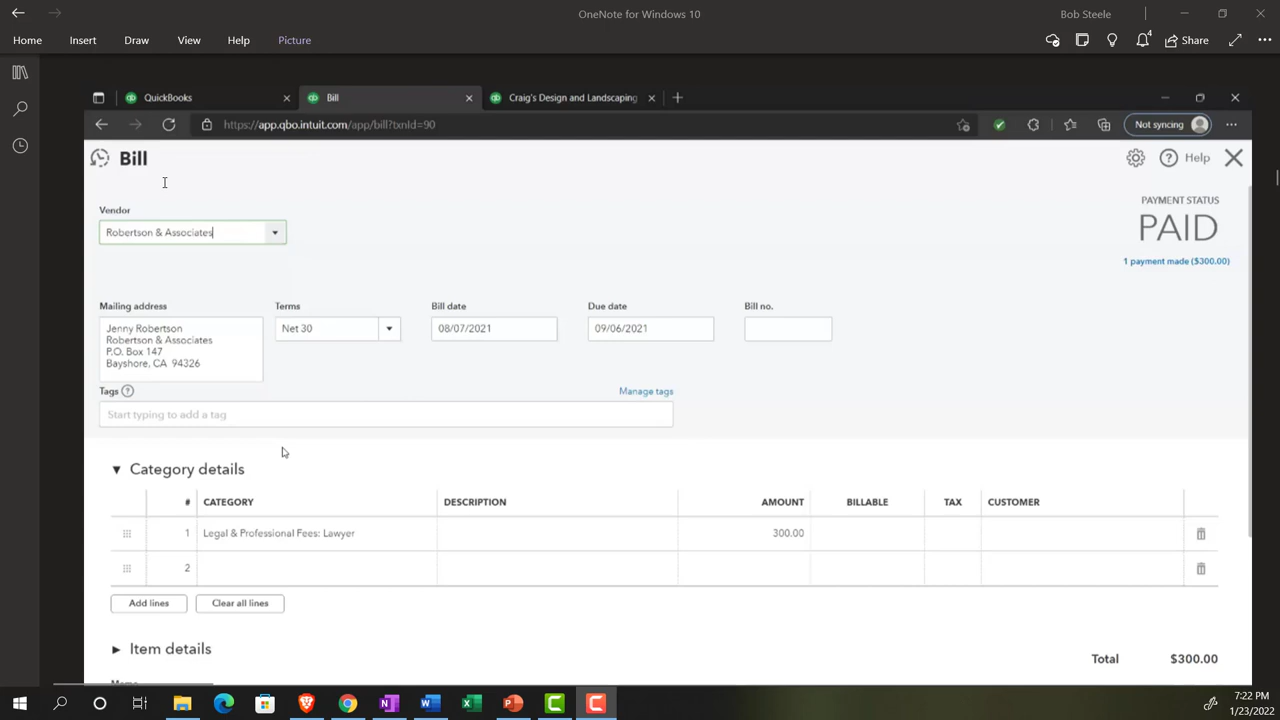 OneNote for Windows 10
Bob Steele
Home
Insert
Draw
View
Help
Picture
4
Share
QuickBooks
Bill
Craig's Design and Landscaping
https://app.qbo.intuit.com/app/bill?txnId=90
Not syncing
Bill
Help
Vendor
Robertson & Associates
PAYMENT STATUS
PAID
1 payment made ($300.00)
Mailing address
Terms
Bill date
Due date
Bill no.
Jenny Robertson
Robertson & Associates
P.O. Box 147
Bayshore, CA 94326
Net 30
08/07/2021
09/06/2021
Tags ?
Manage tags
Start typing to add a tag
Category details
# CATEGORY DESCRIPTION AMOUNT BILLABLE TAX CUSTOMER
1 Legal & Professional Fees: Lawyer 300.00
2
Add lines
Clear all lines
Item details
Total $300.00
7:22 PM
1/23/2022